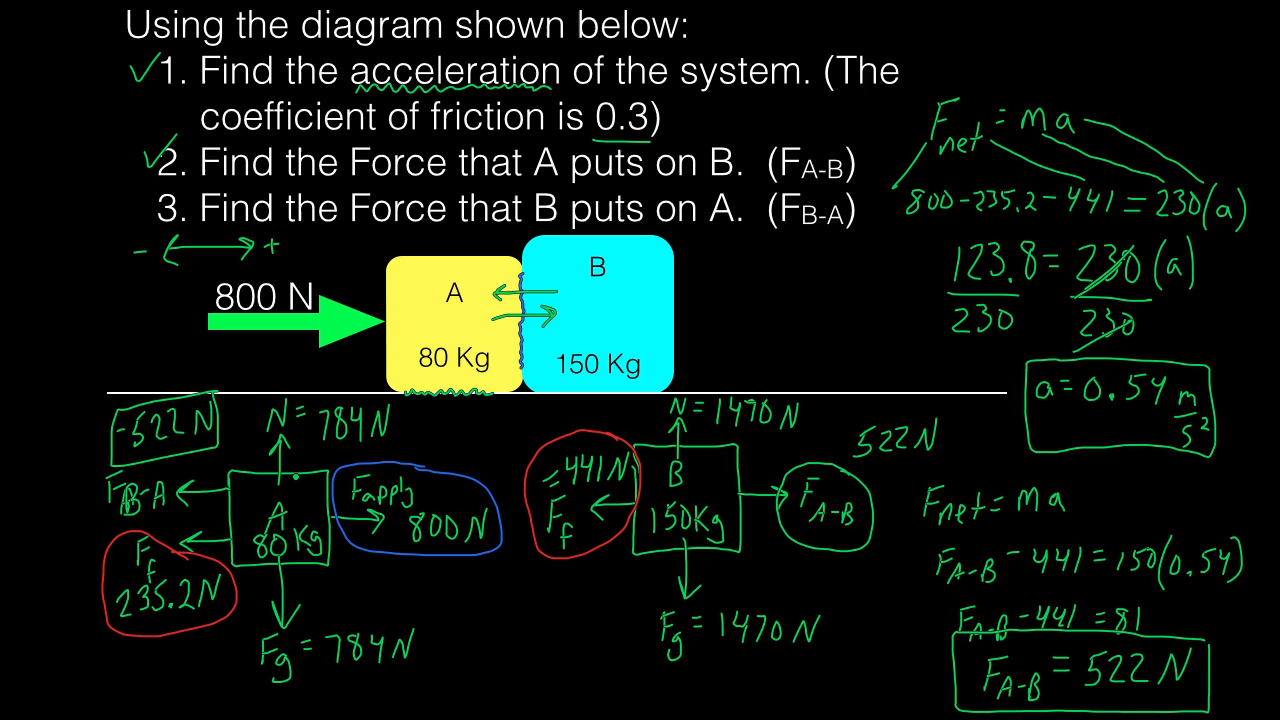 Using the diagram shown below:
✓1. Find the acceleration of the system. (The
coefficient of friction is 0.3)
✓2. Find the Force that A puts on B. (FA-B)
3. Find the Force that B puts on A. (FB-A)
- +
800 N
A
80 Kg
B
150 Kg
Fnet = ma
800-235.2-441 = 230(a)
123.8 = 230(a)
230 230
a = 0.54 m/s²
-522N
N = 784N
FB-A
A
80Kg
Fapply
800N
Ff
235.2N
Fg = 784N
N = 1470N
=441N
Ff
B
150Kg
FA-B
Fg = 1470N
522N
Fnet = ma
FA-B - 441 = 150(0.54)
FA-B - 441 = 81
FA-B = 522N